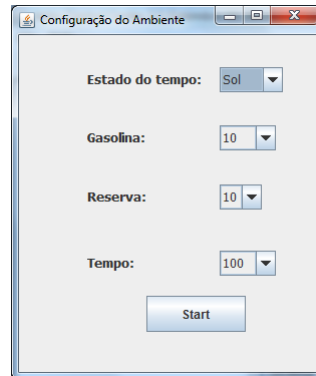 Configuração do Ambiente
Estado do tempo: Sol
Gasolina: 10
Reserva: 10
Tempo: 100
Start